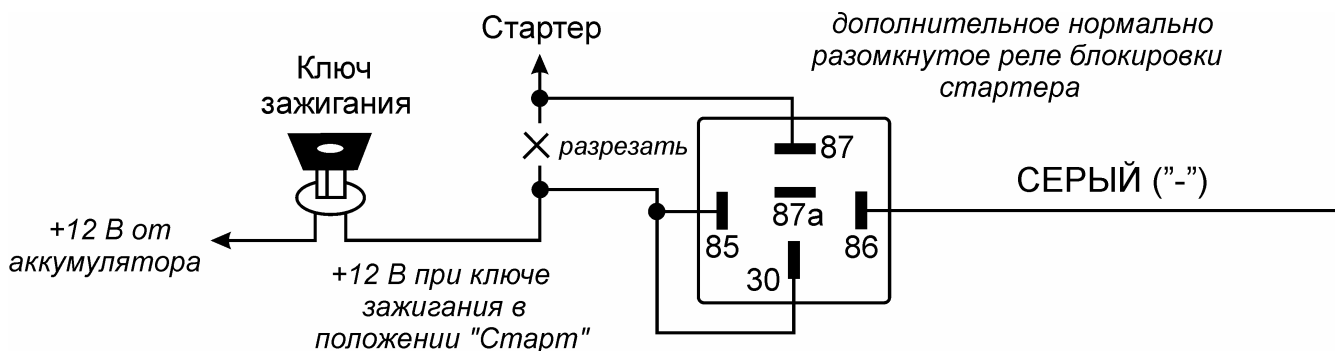 Стартер
дополнительное нормально
разомкнутое реле блокировки
стартера
Ключ
зажигания
разрезать
87
87a
85
86
30
СЕРЫЙ ("-")
+12 В от
аккумулятора
+12 В при ключе
зажигания в
положении "Старт"